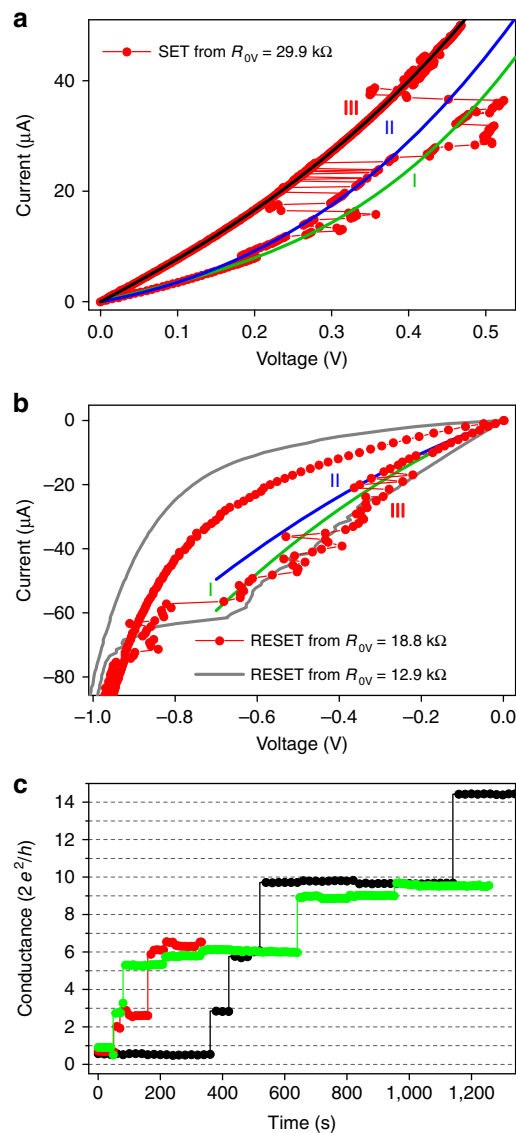 a
SET from R0V = 29.9 kΩ
III
II
I
40
20
0
Current (μA)
0.0 0.1 0.2 0.3 0.4 0.5
Voltage (V)
b
0
–20
–40
–60
–80
Current (μA)
II
III
I
RESET from R0V = 18.8 kΩ
RESET from R0V = 12.9 kΩ
–1.0 –0.8 –0.6 –0.4 –0.2 0.0
Voltage (V)
c
14
12
10
8
6
4
2
0
Conductance (2 e²/h)
0 200 400 600 800 1,000 1,200
Time (s)